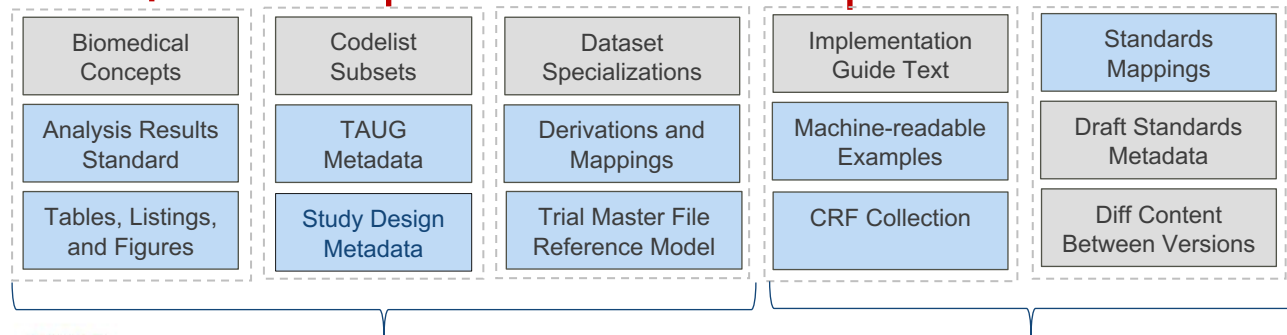 Biomedical
Concepts
Analysis Results
Standard
Tables, Listings,
and Figures
Codelist
Subsets
TAUG
Metadata
Study Design
Metadata
Dataset
Specializations
Derivations and
Mappings
Trial Master File
Reference Model
Implementation
Guide Text
Machine-readable
Examples
CRF Collection
Standards
Mappings
Draft Standards
Metadata
Diff Content
Between Versions